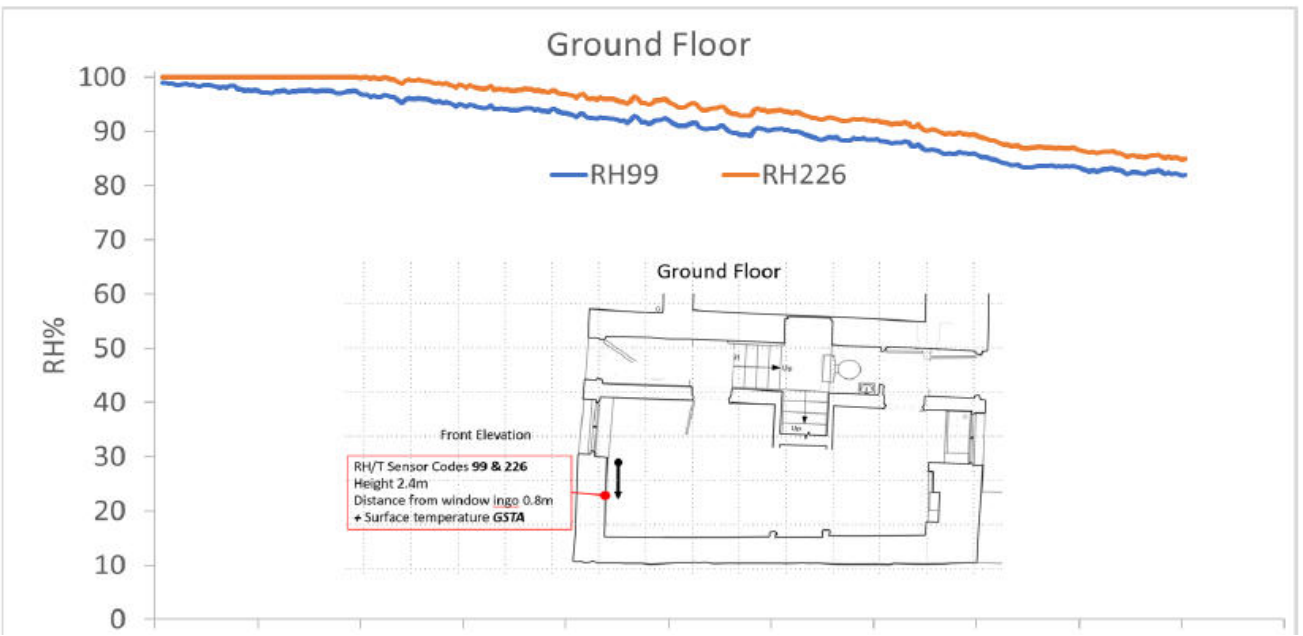 Ground Floor
100
90
80
70
60
50
40
30
20
10
0
RH%
RH99
RH226
Ground Floor
Up
Up
Front Elevation
RH/T Sensor Codes 99 & 226
Height 2.4m
Distance from window ingo 0.8m
+ Surface temperature GSTA